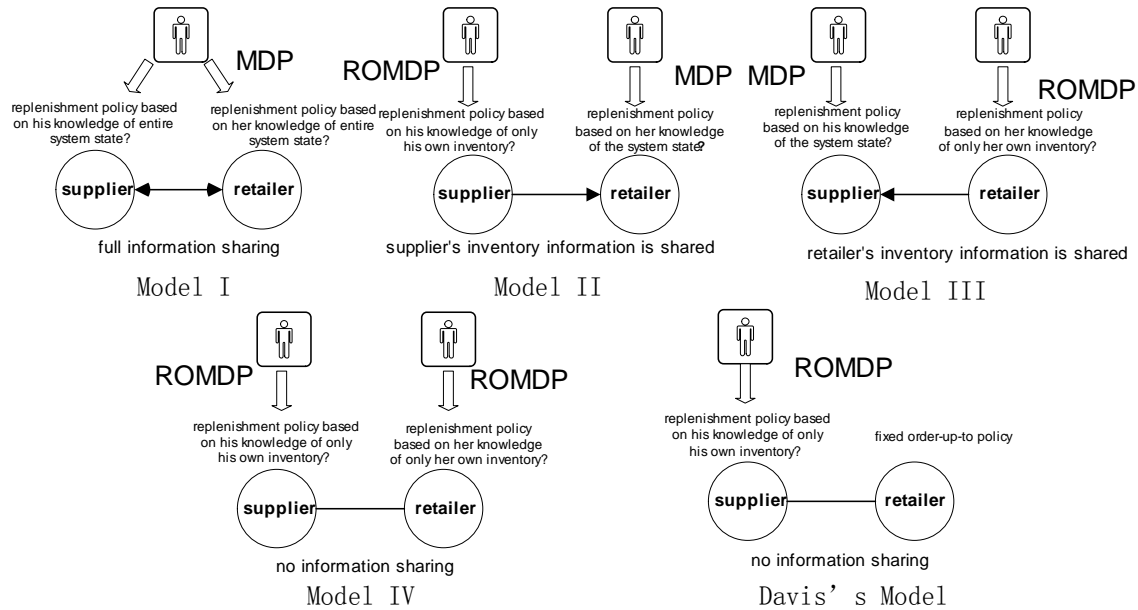 MDP
replenishment policy based
on his knowledge of entire
system state?
replenishment policy based
on her knowledge of entire
system state?
supplier
retailer
full information sharing
Model I
ROMDP
MDP
replenishment policy based
on his knowledge of only
his own inventory?
replenishment policy
based on her knowledge
of the system state?
supplier
retailer
supplier's inventory information is shared
Model II
MDP
ROMDP
replenishment policy
based on his knowledge
of the system state?
replenishment policy
based on her knowledge
of only her own inventory?
supplier
retailer
retailer's inventory information is shared
Model III
ROMDP
ROMDP
replenishment policy based
on his knowledge of only
his own inventory?
replenishment policy
based on her knowledge
of only her own inventory?
supplier
retailer
no information sharing
Model IV
ROMDP
replenishment policy based
on his knowledge of only
his own inventory?
fixed order-up-to policy
supplier
retailer
no information sharing
Davis’s Model